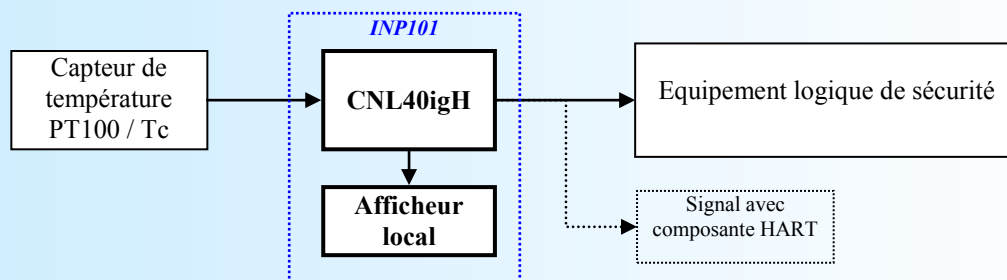 INP101
Capteur de
température
PT100 / Tc
CNL40igH
Equipement logique de sécurité
Afficheur
local
Signal avec
composante HART